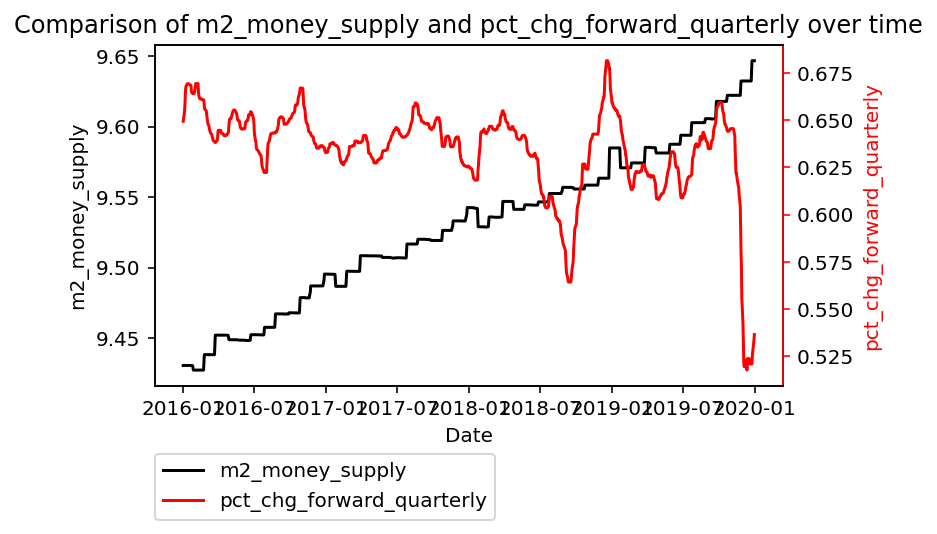 Comparison of m2_money_supply and pct_chg_forward_quarterly over time
9.65
9.60
9.55
9.50
9.45
m2_money_supply
0.675
0.650
0.625
0.600
0.575
0.550
0.525
pct_chg_forward_quarterly
2016-01 2016-07 2017-01 2017-07 2018-01 2018-07 2019-01 2019-07 2020-01
Date
m2_money_supply
pct_chg_forward_quarterly